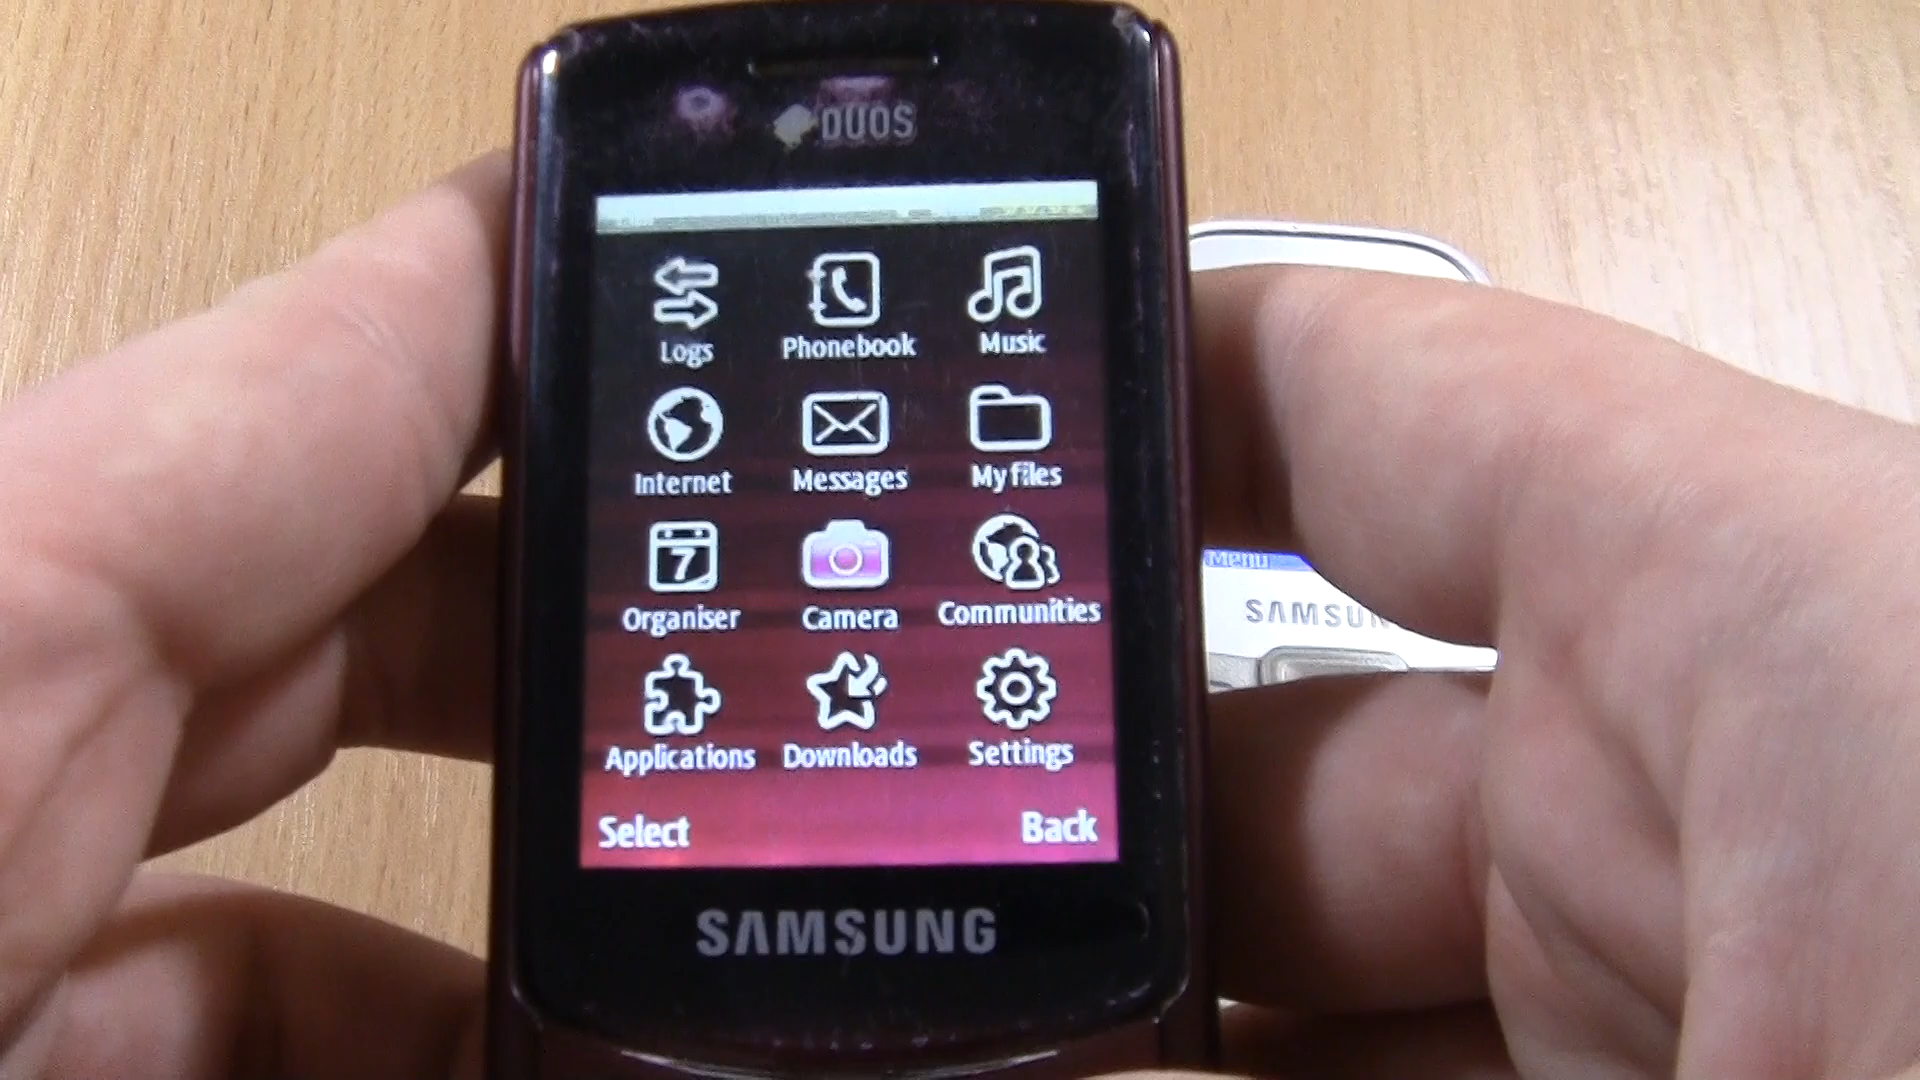 DUOS
Logs Phonebook Music
Internet Messages My files
7
Organiser Camera Communities
Applications Downloads Settings
Select Back
SAMSUNG
Menu
SAMSUN